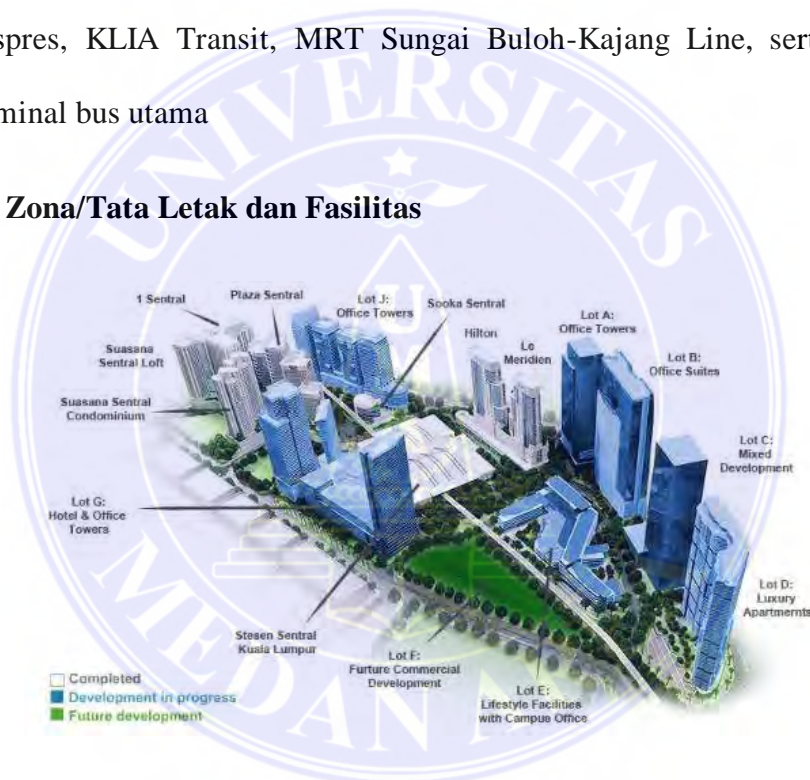 spres, KLIA Transit, MRT Sungai Buloh-Kajang Line, sert
minal bus utama
Zona/Tata Letak dan Fasilitas
1 Sentral
Plaza Sentral
Lot J:
Office Towers
Sooka Sentral
Hilton
Le
Meridien
Lot A:
Office Towers
Lot B:
Office Suites
Suasana
Sentral Loft
Suasana Sentral
Condominium
Lot C:
Mixed
Development
Lot G:
Hotel & Office
Towers
Lot D:
Luxury
Apartmernts
Stesen Sentral
Kuala Lumpur
Lot F:
Furture Commercial
Development
Lot E:
Lifestyle Facilities
with Campus Office
Completed
Development in progress
Future development
UNIVERSITAS
MEDAN